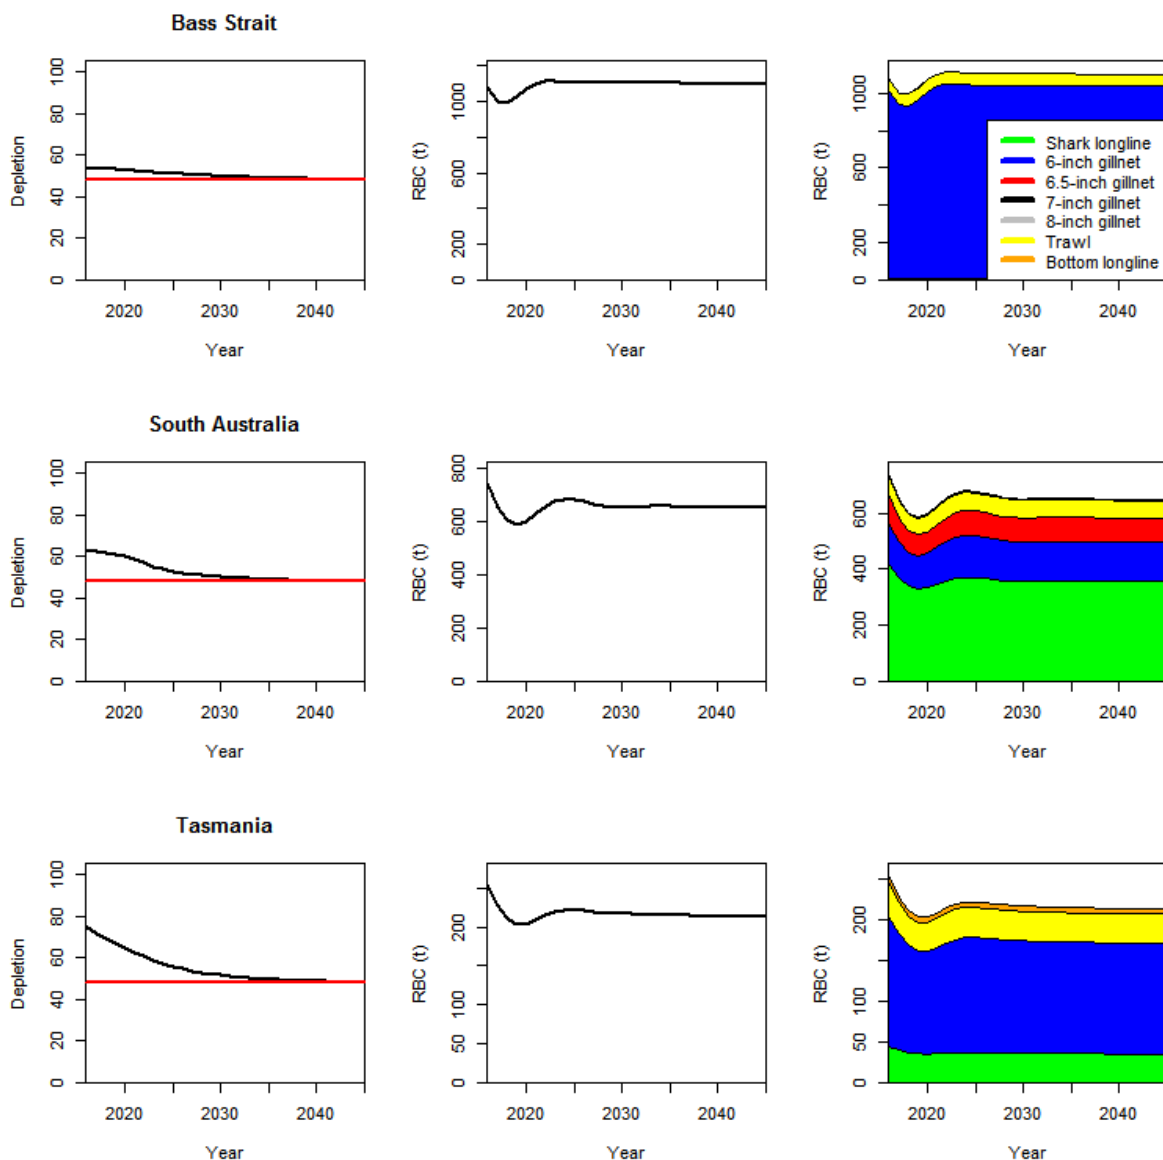 Bass Strait
Depletion
0 20 40 60 80 100
2020 2030 2040
Year
RBC (t)
0 200 600 1000
2020 2030 2040
Year
RBC (t)
0 200 600 1000
Shark longline
6-inch gillnet
6.5-inch gillnet
7-inch gillnet
8-inch gillnet
Trawl
Bottom longline
2020 2030 2040
Year
South Australia
Depletion
0 20 40 60 80 100
2020 2030 2040
Year
RBC (t)
0 200 400 600 800
2020 2030 2040
Year
RBC (t)
0 200 400 600
2020 2030 2040
Year
Tasmania
Depletion
0 20 40 60 80 100
2020 2030 2040
Year
RBC (t)
0 50 100 200
2020 2030 2040
Year
RBC (t)
0 50 100 200
2020 2030 2040
Year